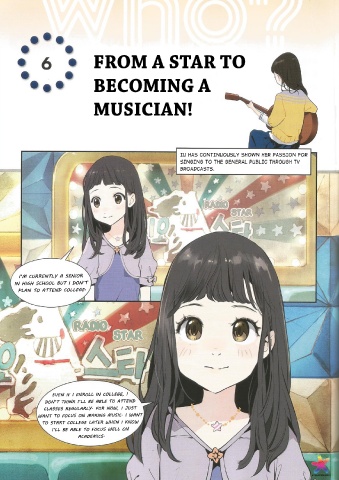 Who?
6
FROM A STAR TO
BECOMING A
MUSICIAN!
IU HAS CONTINUOUSLY SHOWN HER PASSION FOR
SINGING TO THE GENERAL PUBLIC THROUGH TV
BROADCASTS.
RADIO
STAR
I'M CURRENTLY A SENIOR
IN HIGH SCHOOL BUT I DON'T
PLAN TO ATTEND COLLEGE.
RADIO
STAR
스타
EVEN IF I ENROLL IN COLLEGE, I
DON'T THINK I'LL BE ABLE TO ATTEND
CLASSES REGULARLY. FOR NOW, I JUST
WANT TO FOCUS ON MAKING MUSIC. I WANT
TO START COLLEGE LATER WHEN I KNOW
I'LL BE ABLE TO FOCUS WELL ON
ACADEMICS.